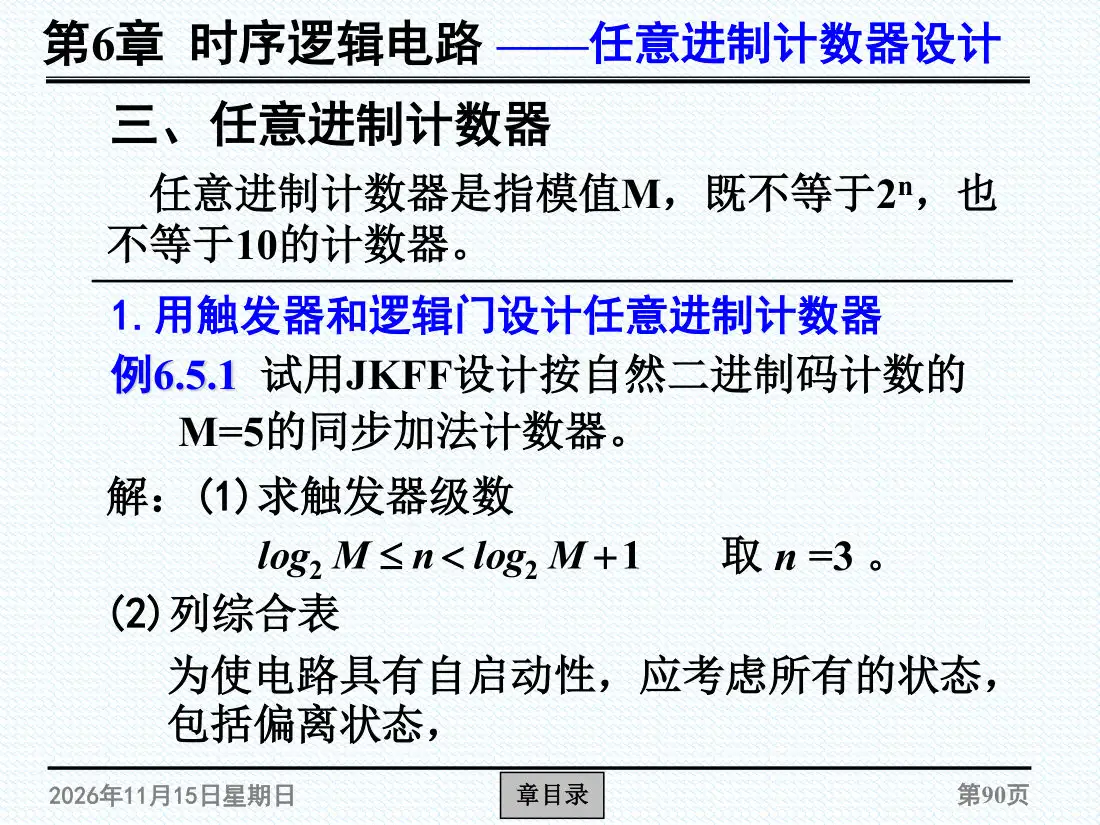 第6章 时序逻辑电路 ——任意进制计数器设计
三、任意进制计数器
任意进制计数器是指模值M，既不等于2ⁿ，也
不等于10的计数器。
1.用触发器和逻辑门设计任意进制计数器
例6.5.1 试用JKFF设计按自然二进制码计数的
M=5的同步加法计数器。
解：(1)求触发器级数
log₂ M ≤ n < log₂ M + 1 取 n =3 。
(2)列综合表
为使电路具有自启动性，应考虑所有的状态，
包括偏离状态，
2026年11月15日星期日 章目录 第90页